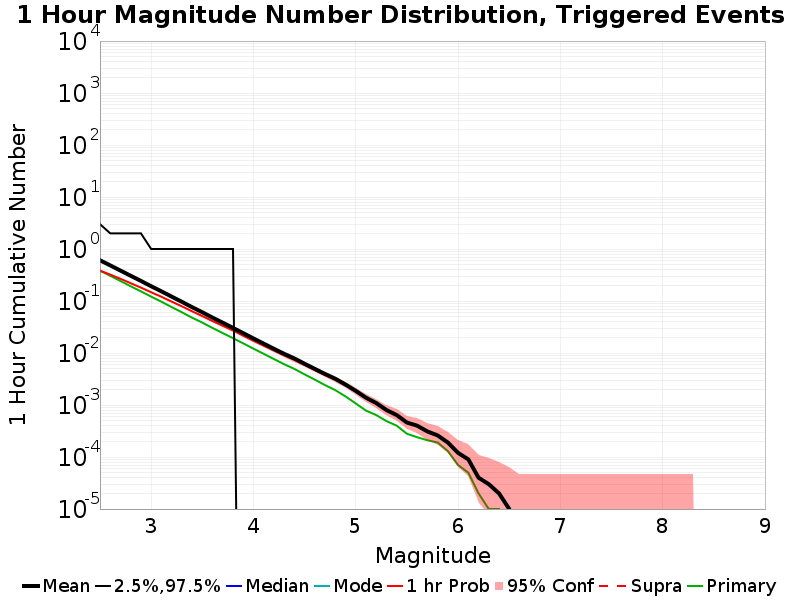 1 Hour Magnitude Number Distribution, Triggered Events
1 Hour Cumulative Number
10^4
10^3
10^2
10^1
10^0
10^-1
10^-2
10^-3
10^-4
10^-5
3 4 5 6 7 8 9
Magnitude
Mean 2.5%,97.5% Median Mode 1 hr Prob 95% Conf Supra Primary